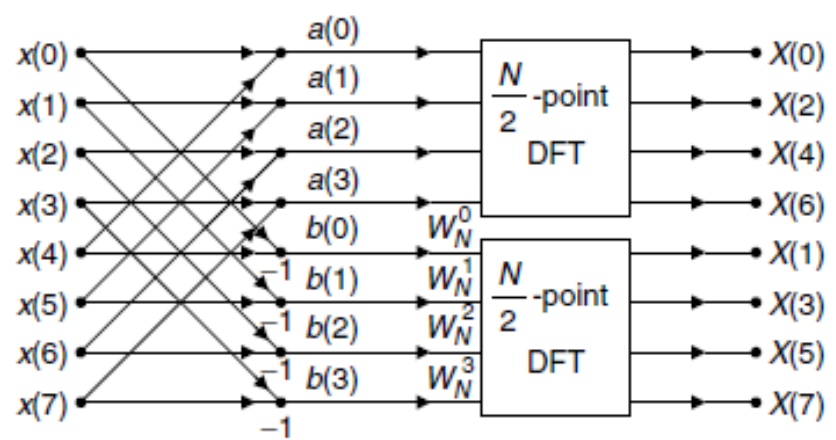 a(0)
x(0) X(0)
a(1)
x(1) N/2 -point DFT X(2)
a(2)
x(2) X(4)
a(3)
x(3) X(6)
b(0) W_N^0
x(4) X(1)
−1 b(1) W_N^1
x(5) N/2 -point DFT X(3)
−1 b(2) W_N^2
x(6) X(5)
−1 b(3) W_N^3
x(7) X(7)
−1